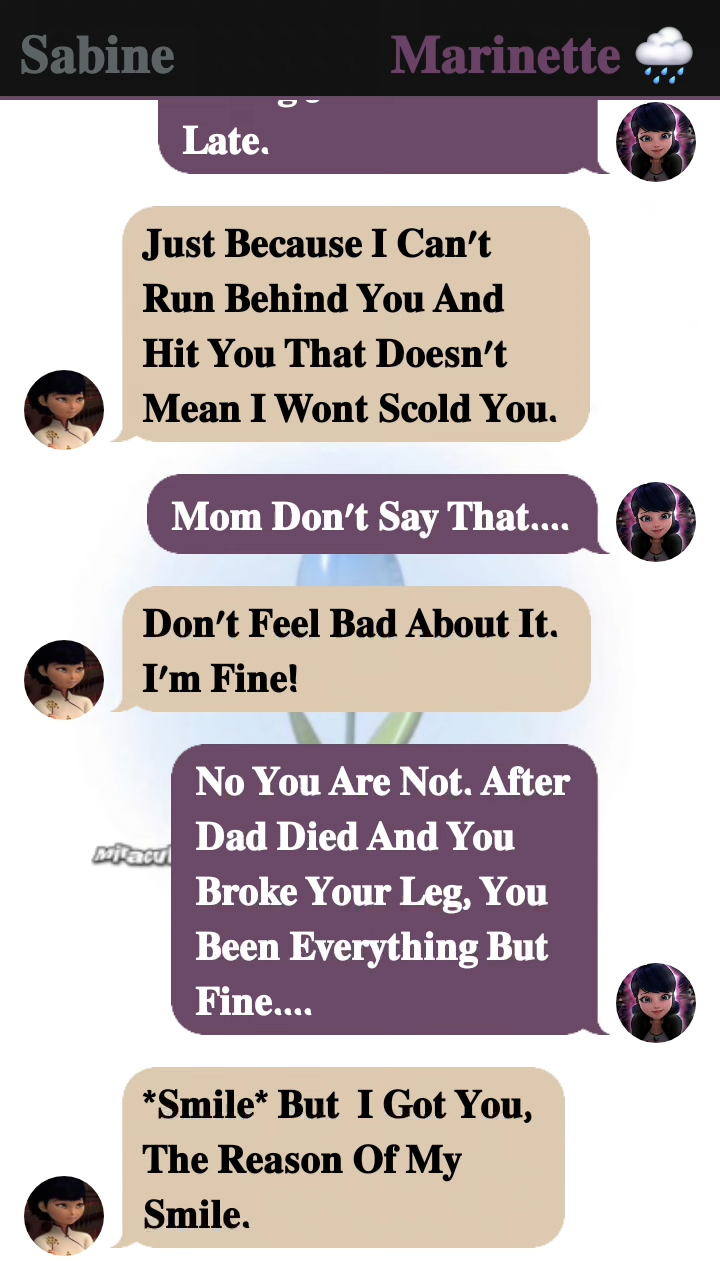 Sabine Marinette
Late.
Just Because I Can't
Run Behind You And
Hit You That Doesn't
Mean I Wont Scold You.
Mom Don't Say That....
Don't Feel Bad About It.
I'm Fine!
No You Are Not. After
Dad Died And You
Broke Your Leg, You
Been Everything But
Fine....
*Smile* But I Got You,
The Reason Of My
Smile.